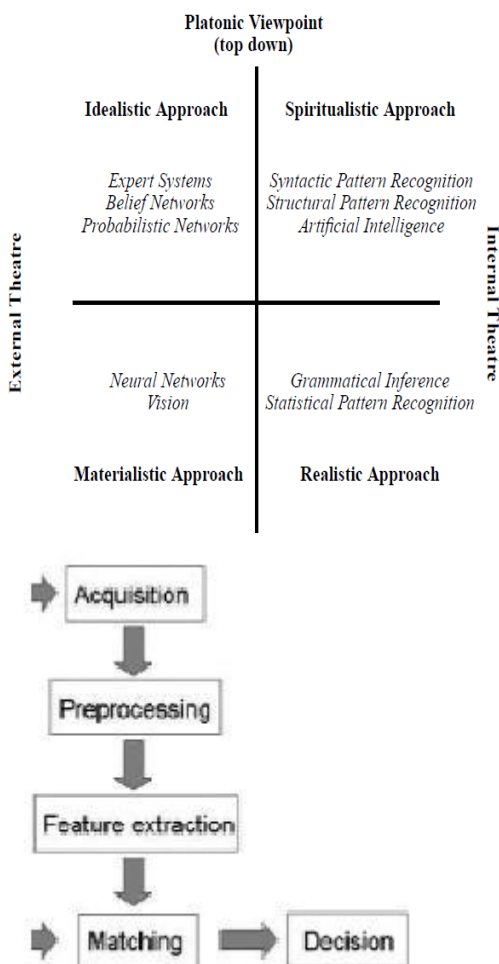 Platonic Viewpoint
(top down)
Idealistic Approach
Spiritualistic Approach
Expert Systems
Belief Networks
Probabilistic Networks
Syntactic Pattern Recognition
Structural Pattern Recognition
Artificial Intelligence
External Theatre
Internal Theatre
Neural Networks
Vision
Grammatical Inference
Statistical Pattern Recognition
Materialistic Approach
Realistic Approach
Acquisition
Preprocessing
Feature extraction
Matching
Decision